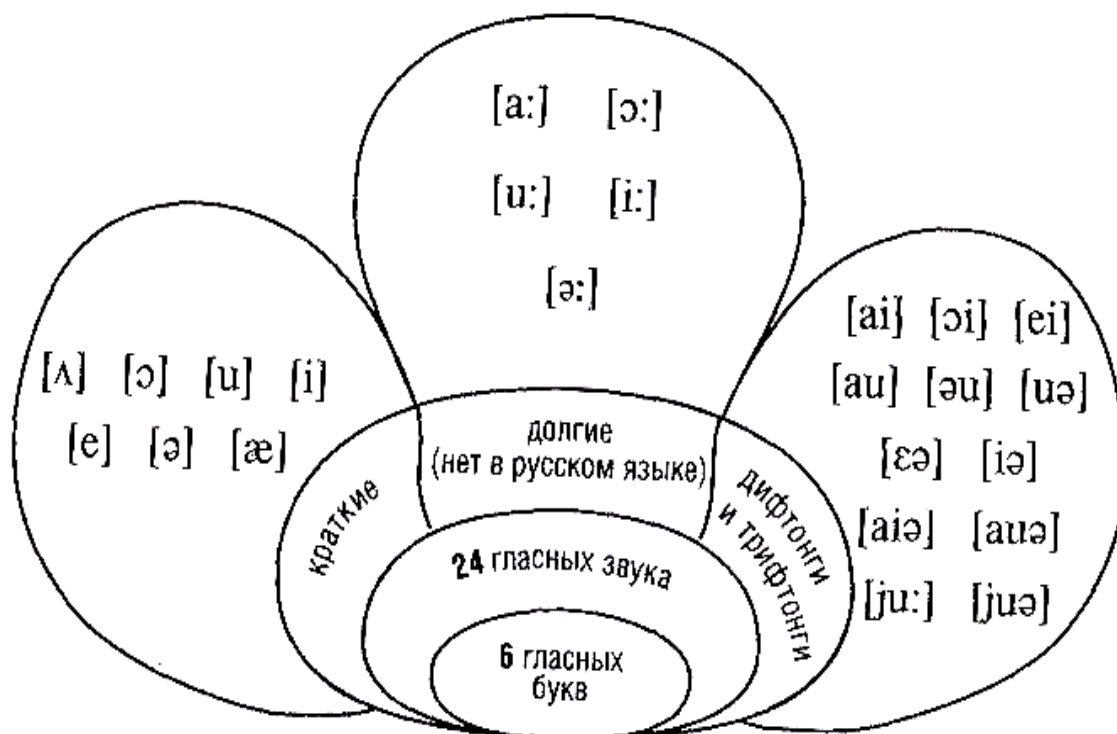 [a:] [ɔ:]
[u:] [i:]
[ə:]
[ʌ] [ɔ] [u] [i]
[e] [ə] [æ]
[ai] [ɔi] [ei]
[au] [əu] [uə]
[ɛə] [iə]
[aiə] [auə]
[ju:] [juə]
краткие
долгие
(нет в русском языке)
дифтонги
и трифтонги
24 гласных звука
6 гласных
букв